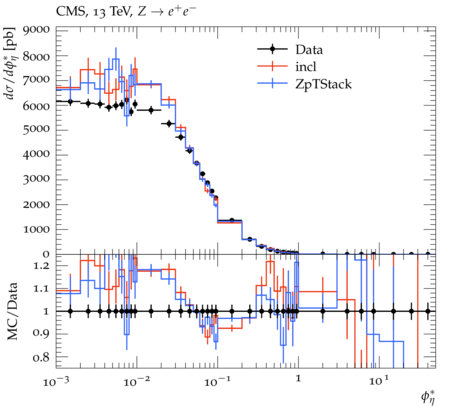 CMS, 13 TeV, Z → e⁺e⁻
dσ/dϕ*η [pb]
9000
8000
7000
6000
5000
4000
3000
2000
1000
0
Data
incl
ZpTStack
MC/Data
1.2
1.1
1
0.9
0.8
10⁻³
10⁻²
10⁻¹
1
10¹
ϕ*η